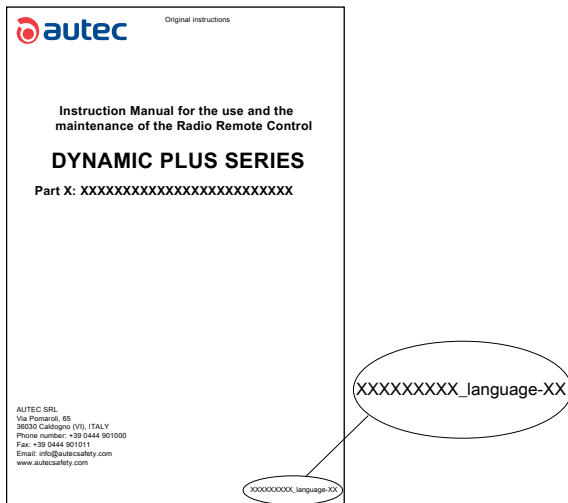 Original instructions
autec
Instruction Manual for the use and the
maintenance of the Radio Remote Control
DYNAMIC PLUS SERIES
Part X: XXXXXXXXXXXXXXXXXXXXXXXXX
AUTEC SRL
Via Pomaroli, 65
36030 Caldogno (VI), ITALY
Phone number: +39 0444 901000
Fax: +39 0444 901011
Email: info@autecsafety.com
www.autecsafety.com
XXXXXXXXX_language-XX
XXXXXXXXX_language-XX